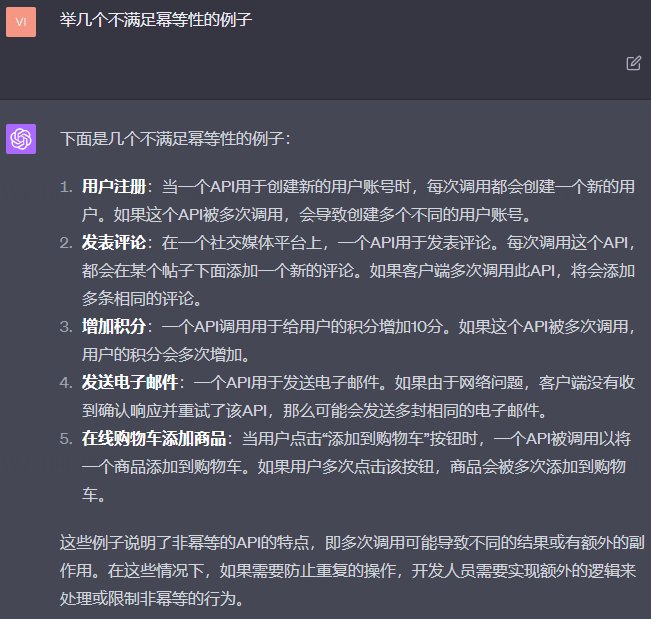 VI
举几个不满足幂等性的例子
下面是几个不满足幂等性的例子：
1. 用户注册：当一个API用于创建新的用户账号时，每次调用都会创建一个新的用
户。如果这个API被多次调用，会导致创建多个不同的用户账号。
2. 发表评论：在一个社交媒体平台上，一个API用于发表评论。每次调用这个API，
都会在某个帖子下面添加一个新的评论。如果客户端多次调用此API，将会添加
多条相同的评论。
3. 增加积分：一个API调用用于给用户的积分增加10分。如果这个API被多次调用，
用户的积分会多次增加。
4. 发送电子邮件：一个API用于发送电子邮件。如果由于网络问题，客户端没有收
到确认响应并重试了该API，那么可能会发送多封相同的电子邮件。
5. 在线购物车添加商品：当用户点击“添加到购物车”按钮时，一个API被调用以将
一个商品添加到购物车。如果用户多次点击该按钮，商品会被多次添加到购物
车。
这些例子说明了非幂等的API的特点，即多次调用可能导致不同的结果或有额外的副
作用。在这些情况下，如果需要防止重复的操作，开发人员需要实现额外的逻辑来
处理或限制非幂等的行为。